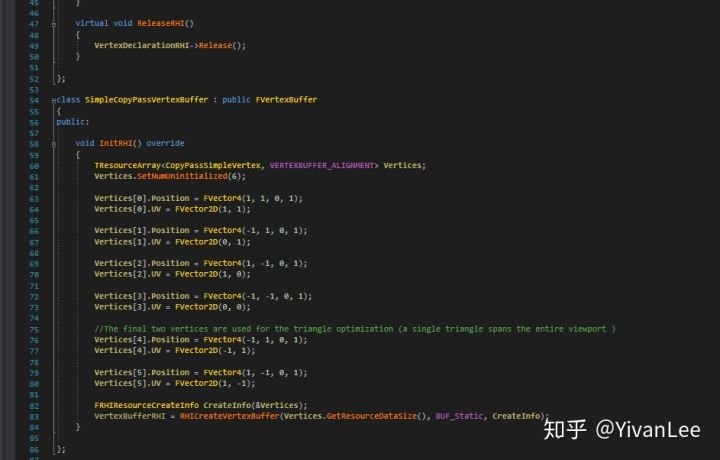 45 }
46
47 virtual void ReleaseRHI()
48 {
49 VertexDeclarationRHI->Release();
50 }
51
52 };
53
54 class SimpleCopyPassVertexBuffer : public FVertexBuffer
55 {
56 public:
57
58 void InitRHI() override
59 {
60 TResourceArray<CopyPassSimpleVertex, VERTEXBUFFER_ALIGNMENT> Vertices;
61 Vertices.SetNumUninitialized(6);
62
63 Vertices[0].Position = FVector4(1, 1, 0, 1);
64 Vertices[0].UV = FVector2D(1, 1);
65
66 Vertices[1].Position = FVector4(-1, 1, 0, 1);
67 Vertices[1].UV = FVector2D(0, 1);
68
69 Vertices[2].Position = FVector4(1, -1, 0, 1);
70 Vertices[2].UV = FVector2D(1, 0);
71
72 Vertices[3].Position = FVector4(-1, -1, 0, 1);
73 Vertices[3].UV = FVector2D(0, 0);
74
75 //The final two vertices are used for the triangle optimization (a single triangle spans the entire viewport )
76 Vertices[4].Position = FVector4(-1, 1, 0, 1);
77 Vertices[4].UV = FVector2D(-1, 1);
78
79 Vertices[5].Position = FVector4(1, -1, 0, 1);
80 Vertices[5].UV = FVector2D(1, -1);
81
82 FRHIResourceCreateInfo CreateInfo(&Vertices);
83 VertexBufferRHI = RHICreateVertexBuffer(Vertices.GetResourceDataSize(), BUF_Static, CreateInfo);
84 }
85
86 };
知乎 @YivanLee